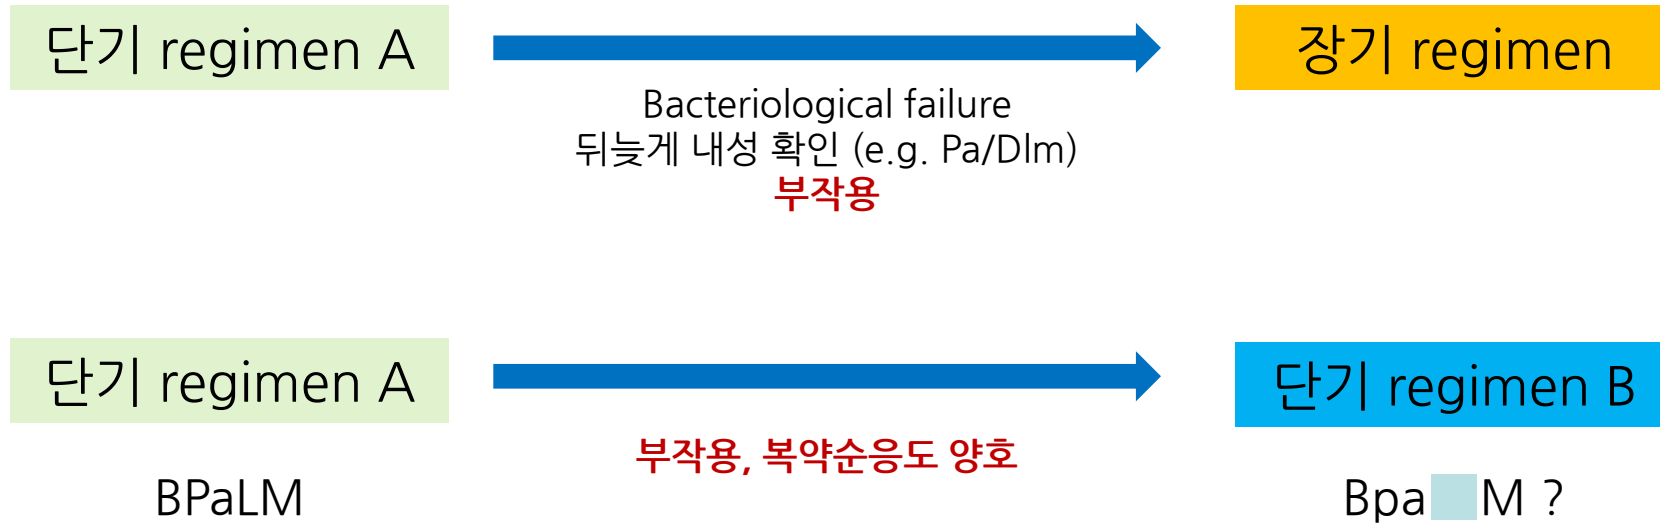 단기 regimen A
장기 regimen
Bacteriological failure
뒤늦게 내성 확인 (e.g. Pa/Dlm)
부작용
단기 regimen A
단기 regimen B
부작용, 복약순응도 양호
BPaLM
Bpa M ?